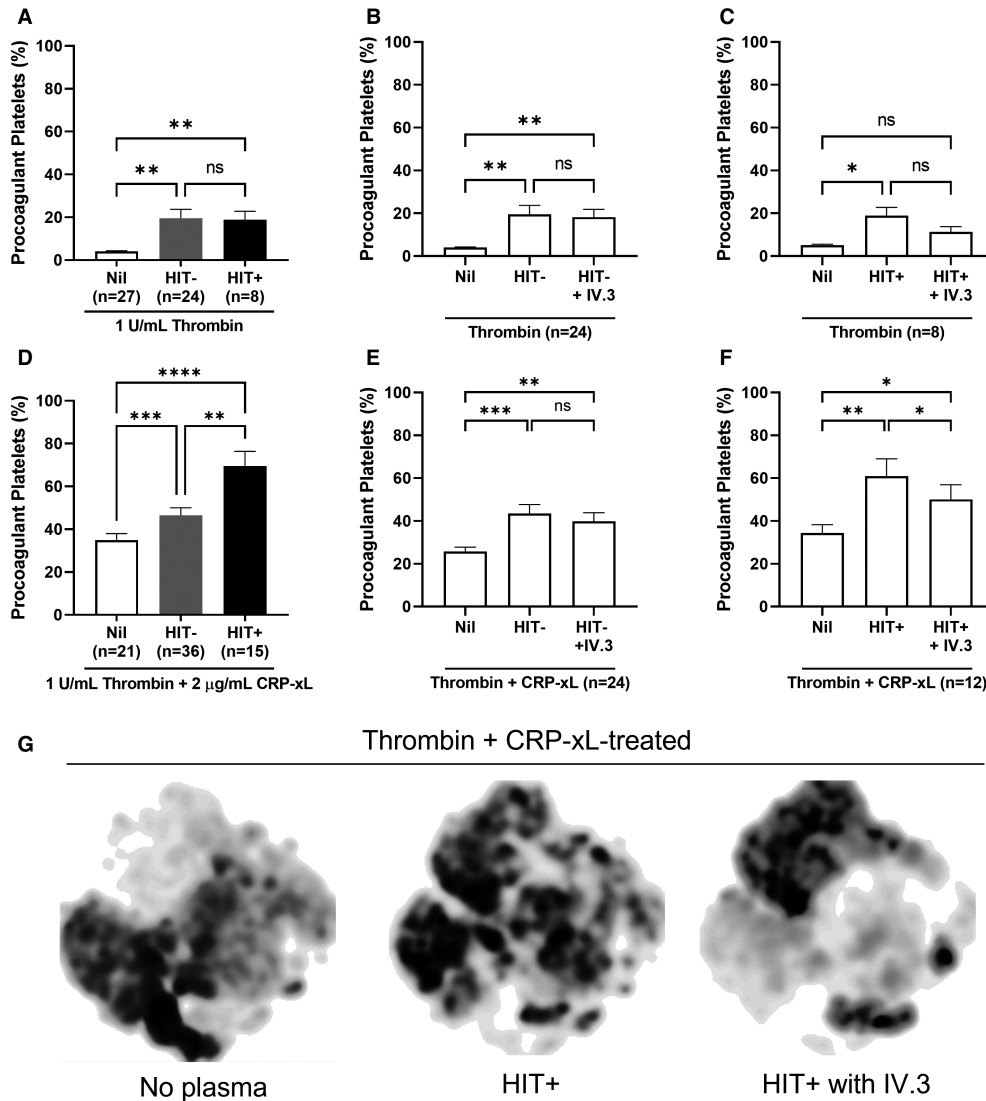 A
Procoagulant Platelets (%)
100
80
60
40
20
0
**
**
ns
Nil
(n=27)
HIT-
(n=24)
HIT+
(n=8)
1 U/mL Thrombin
B
Procoagulant Platelets (%)
100
80
60
40
20
0
**
**
ns
Nil
HIT-
HIT-
+ IV.3
Thrombin (n=24)
C
Procoagulant Platelets (%)
100
80
60
40
20
0
ns
*
ns
Nil
HIT+
HIT+
+ IV.3
Thrombin (n=8)
D
Procoagulant Platelets (%)
100
80
60
40
20
0
****
***
**
Nil
(n=21)
HIT-
(n=36)
HIT+
(n=15)
1 U/mL Thrombin + 2 μg/mL CRP-xL
E
Procoagulant Platelets (%)
100
80
60
40
20
0
**
***
ns
Nil
HIT-
HIT-
+IV.3
Thrombin + CRP-xL (n=24)
F
Procoagulant Platelets (%)
100
80
60
40
20
0
*
**
*
Nil
HIT+
HIT+
+ IV.3
Thrombin + CRP-xL (n=12)
G
Thrombin + CRP-xL-treated
No plasma
HIT+
HIT+ with IV.3